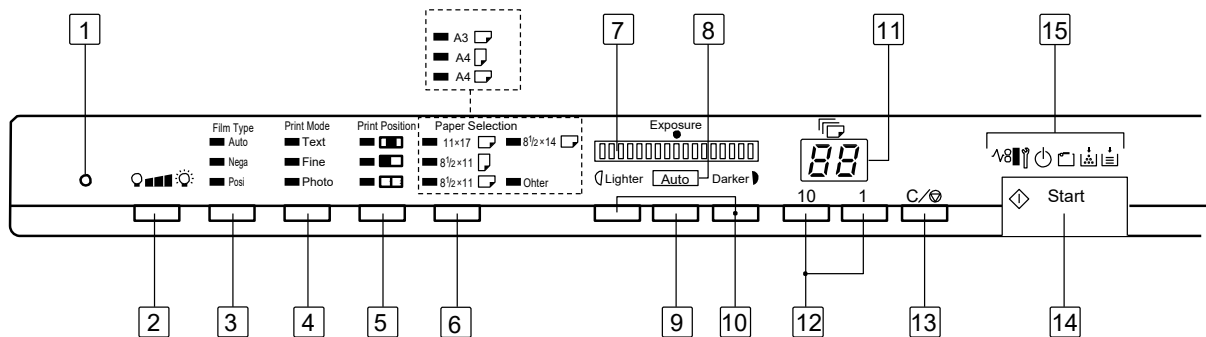 1
7
8
11
15
A3
A4
A4
Film Type
Auto
Nega
Posi
Print Mode
Text
Fine
Photo
Print Position
Paper Selection
11×17
8½×14
8½×11
8½×11
Ohter
Exposure
Lighter
Auto
Darker
88
10
1
C/
Start
2
3
4
5
6
9
10
12
13
14